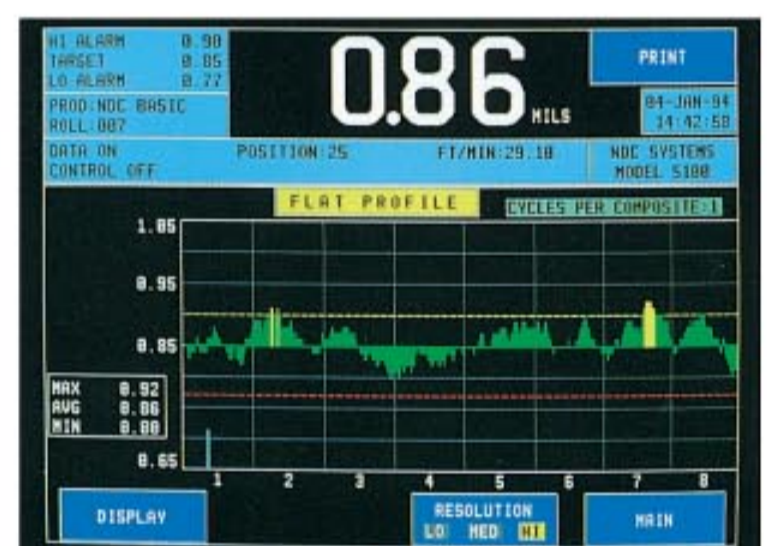 HI ALARM 0.90
TARGET 0.85
LO ALARM 0.77
PROD:NDC BASIC
ROLL:007
0.86 MILS
PRINT
04-JAN-94
14:42:50
DATA ON
CONTROL OFF
POSITION:25
FT/MIN:29.10
NDC SYSTEMS
MODEL 5100
FLAT PROFILE
CYCLES PER COMPOSITE:1
1.05
0.95
0.85
MAX 0.92
AVG 0.86
MIN 0.80
0.65
1 2 3 4 5 6 7 8
DISPLAY
RESOLUTION
LO MED HI
MAIN